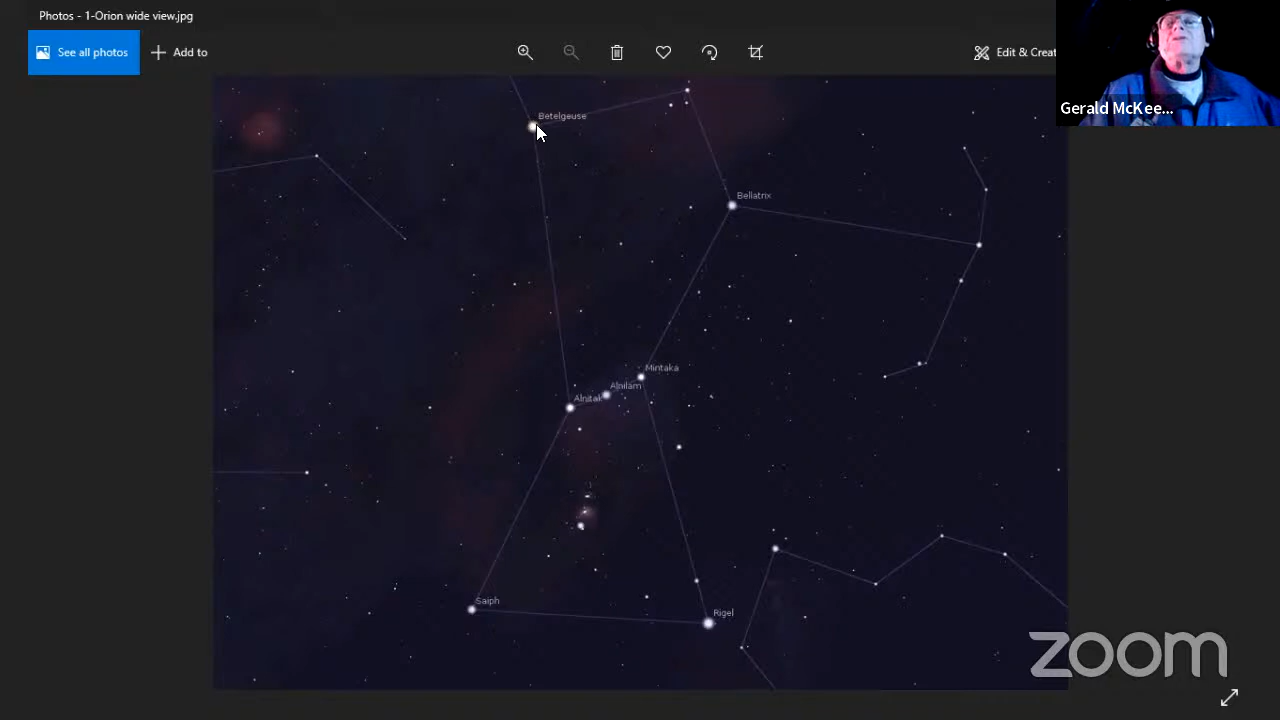 Photos - 1-Orion wide view.jpg
See all photos
Add to
Edit & Creat
Gerald McKee...
Betelgeuse
Bellatrix
Mintaka
Alnilam
Alnitak
Saiph
Rigel
zoom